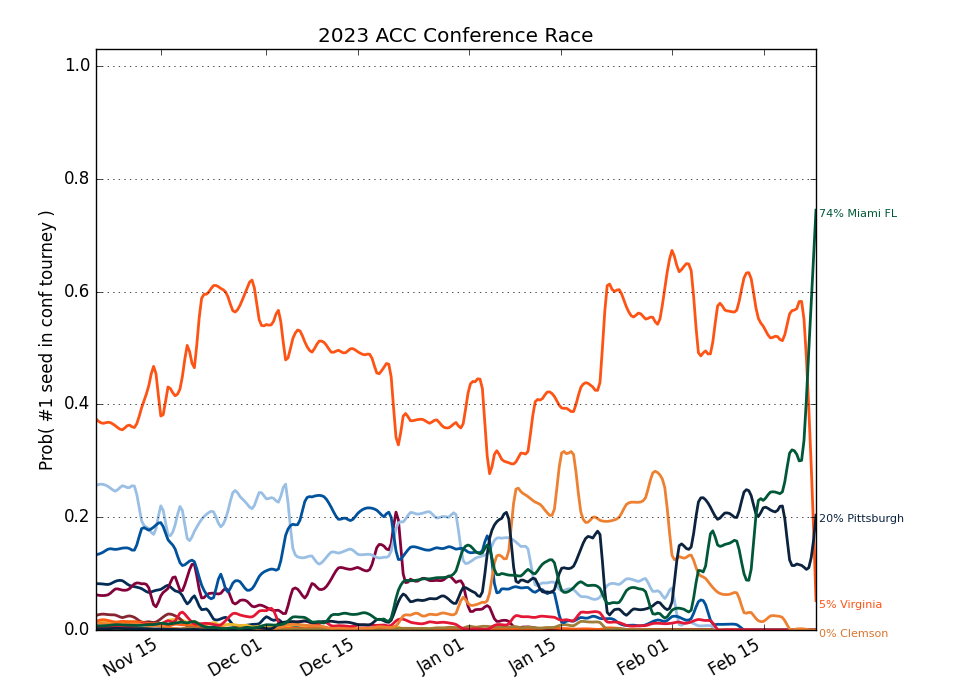 2023 ACC Conference Race
Prob( #1 seed in conf tourney )
1.0
0.8
0.6
0.4
0.2
0.0
Nov 15
Dec 01
Dec 15
Jan 01
Jan 15
Feb 01
Feb 15
74% Miami FL
20% Pittsburgh
5% Virginia
0% Clemson